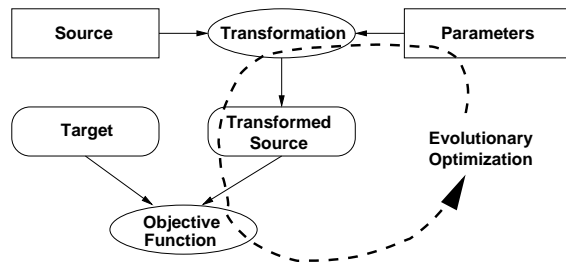 Source
Transformation
Parameters
Target
Transformed
Source
Evolutionary
Optimization
Objective
Function